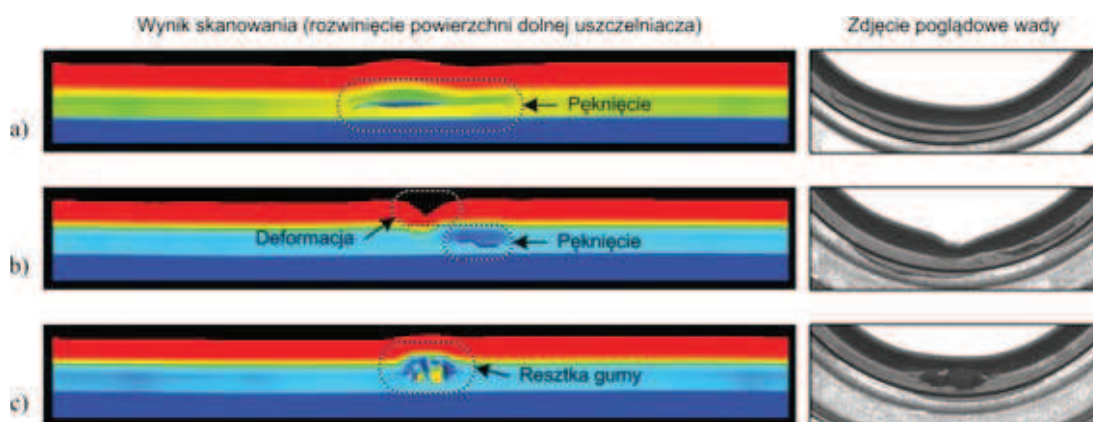 Wynik skanowania (rozwinięcie powierzchni dolnej uszczelniacza)
Zdjęcie poglądowe wady
a)
Pęknięcie
b)
Deformacja
Pęknięcie
c)
Resztka gumy